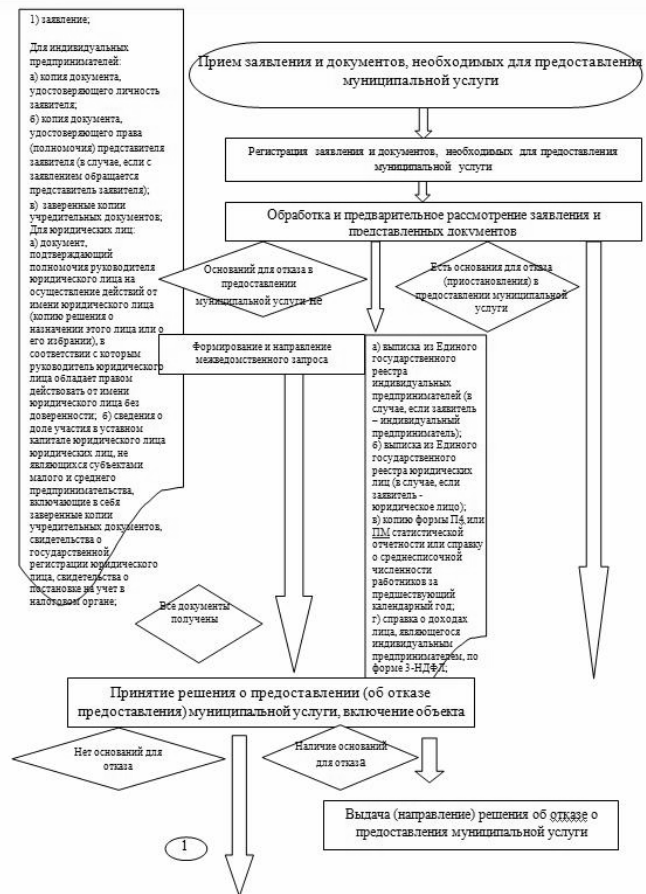 1) заявление;
Для индивидуальных
предпринимателей:
а) копия документа,
удостоверяющего личность
заявителя;
б) копия документа,
удостоверяющего права
(полномочия) представителя
заявителя (в случае, если с
заявлением обращается
представитель заявителя);
в) заверенные копии
учредительных документов;
Для юридических лиц:
а) документ,
подтверждающий
полномочия руководителя
юридического лица на
осуществление действий от
имени юридического лица
(копию решения о
назначении этого лица или о
его избрании), в
соответствии с которым
руководитель юридического
лица обладает правом
действовать от имени
юридического лица без
доверенности; б) сведения о
доле участия в уставном
капитале юридического лица
юридических лиц, не
являющихся субъектами
малого и среднего
предпринимательства,
включающие в себя
заверенные копии
учредительных документов,
свидетельства о
государственной
регистрации юридического
лица, свидетельства о
постановке на учет в
налоговом органе;
Прием заявления и документов, необходимых для предоставления
муниципальной услуги
Регистрация заявления и документов, необходимых для предоставления
муниципальной услуги
Обработка и предварительное рассмотрение заявления и
представленных документов
Оснований для отказа в
предоставлении
муниципальной услуги не
Есть основания для отказа
(приостановления) в
предоставлении муниципальной
услуги
Формирование и направление
межведомственного запроса
а) выписка из Единого
государственного
реестра
индивидуальных
предпринимателей (в
случае, если заявитель
– индивидуальный
предприниматель);
б) выписка из Единого
государственного
реестра юридических
лиц (в случае, если
заявитель -
юридическое лицо);
в) копию формы П4 или
ПМ статистической
отчетности или справку
о среднесписочной
численности
работников за
предшествующий
календарный год;
г) справка о доходах
лица, являющегося
индивидуальным
предпринимателем, по
форме 3-НДФЛ;
Все документы
получены
Принятие решения о предоставлении (об отказе
предоставления) муниципальной услуги, включение объекта
Нет оснований для
отказа
Наличие оснований
для отказа
Выдача (направление) решения об отказе о
предоставления муниципальной услуги
1